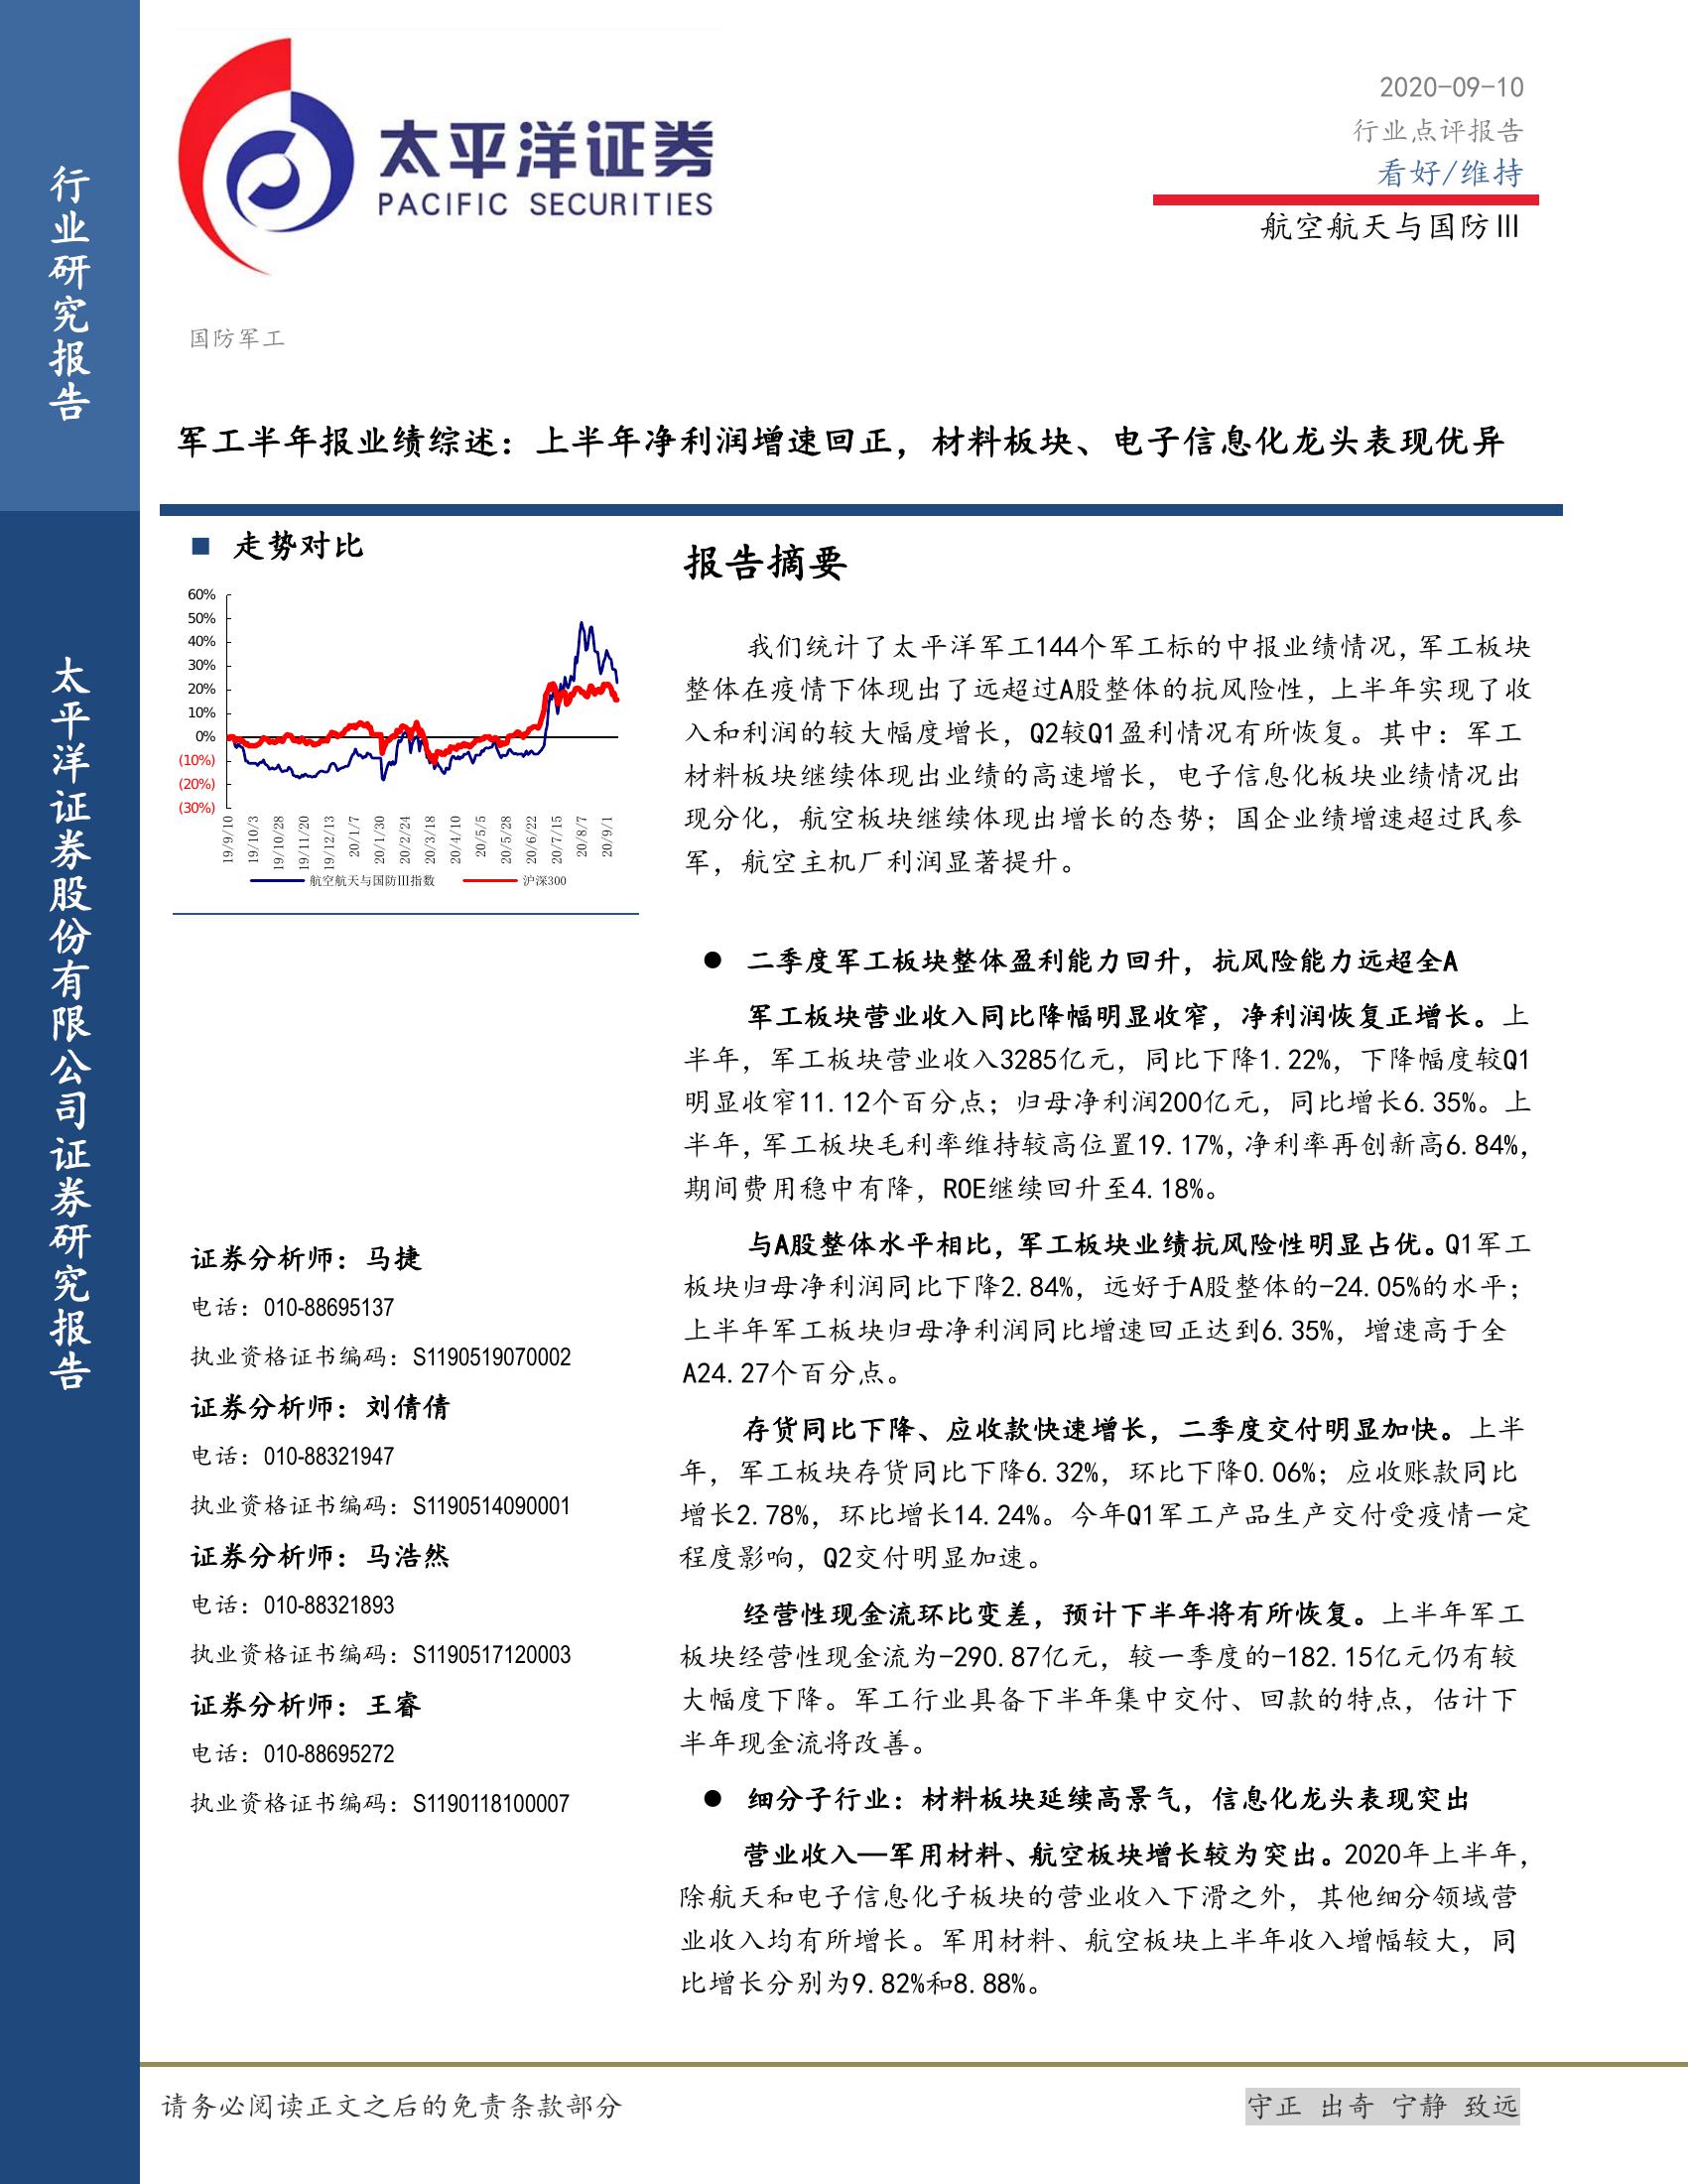 行业研究报告
太平洋证券股份有限公司证券研究报告
太平洋证券
PACIFIC SECURITIES
2020-09-10
行业点评报告
看好/维持
航空航天与国防Ⅲ
国防军工
军工半年报业绩综述：上半年净利润增速回正，材料板块、电子信息化龙头表现优异
■ 走势对比
60%
50%
40%
30%
20%
10%
0%
(10%)
(20%)
(30%)
19/9/10
19/10/3
19/10/28
19/11/20
19/12/13
20/1/7
20/1/30
20/2/24
20/3/18
20/4/10
20/5/5
20/5/28
20/6/22
20/7/15
20/8/7
20/9/1
航空航天与国防Ⅲ指数 沪深300
证券分析师：马捷
电话：010-88695137
执业资格证书编码：S1190519070002
证券分析师：刘倩倩
电话：010-88321947
执业资格证书编码：S1190514090001
证券分析师：马浩然
电话：010-88321893
执业资格证书编码：S1190517120003
证券分析师：王睿
电话：010-88695272
执业资格证书编码：S1190118100007
报告摘要
我们统计了太平洋军工144个军工标的中报业绩情况，军工板块
整体在疫情下体现出了远超过A股整体的抗风险性，上半年实现了收
入和利润的较大幅度增长，Q2较Q1盈利情况有所恢复。其中：军工
材料板块继续体现出业绩的高速增长，电子信息化板块业绩情况出
现分化，航空板块继续体现出增长的态势；国企业绩增速超过民参
军，航空主机厂利润显著提升。
● 二季度军工板块整体盈利能力回升，抗风险能力远超全A
军工板块营业收入同比降幅明显收窄，净利润恢复正增长。上
半年，军工板块营业收入3285亿元，同比下降1.22%，下降幅度较Q1
明显收窄11.12个百分点；归母净利润200亿元，同比增长6.35%。上
半年，军工板块毛利率维持较高位置19.17%，净利率再创新高6.84%，
期间费用稳中有降，ROE继续回升至4.18%。
与A股整体水平相比，军工板块业绩抗风险性明显占优。Q1军工
板块归母净利润同比下降2.84%，远好于A股整体的-24.05%的水平；
上半年军工板块归母净利润同比增速回正达到6.35%，增速高于全
A24.27个百分点。
存货同比下降、应收款快速增长，二季度交付明显加快。上半
年，军工板块存货同比下降6.32%，环比下降0.06%；应收账款同比
增长2.78%，环比增长14.24%。今年Q1军工产品生产交付受疫情一定
程度影响，Q2交付明显加速。
经营性现金流环比变差，预计下半年将有所恢复。上半年军工
板块经营性现金流为-290.87亿元，较一季度的-182.15亿元仍有较
大幅度下降。军工行业具备下半年集中交付、回款的特点，估计下
半年现金流将改善。
● 细分子行业：材料板块延续高景气，信息化龙头表现突出
营业收入—军用材料、航空板块增长较为突出。2020年上半年，
除航天和电子信息化子板块的营业收入下滑之外，其他细分领域营
业收入均有所增长。军用材料、航空板块上半年收入增幅较大，同
比增长分别为9.82%和8.88%。
请务必阅读正文之后的免责条款部分
守正 出奇 宁静 致远